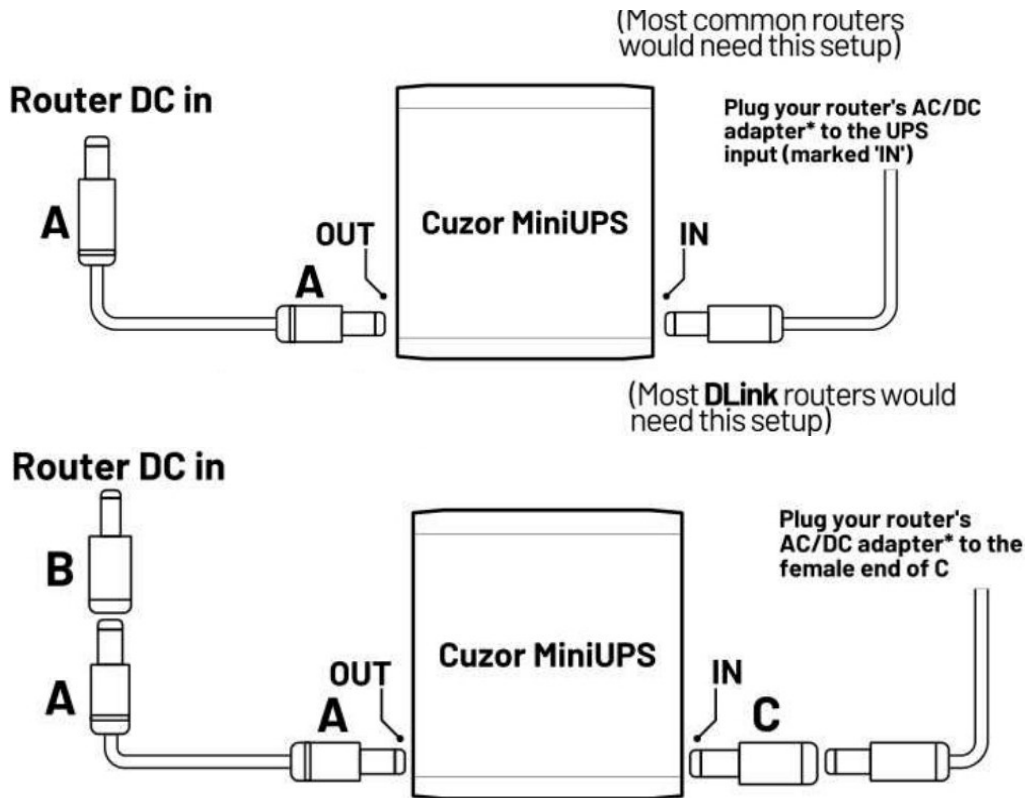 (Most common routers
would need this setup)
Router DC in
Plug your router's AC/DC
adapter* to the UPS
input (marked 'IN')
A
OUT
Cuzor MiniUPS
IN
A
(Most DLink routers would
need this setup)
Router DC in
Plug your router's
AC/DC adapter* to the
female end of C
B
Cuzor MiniUPS
OUT
IN
A
A
C